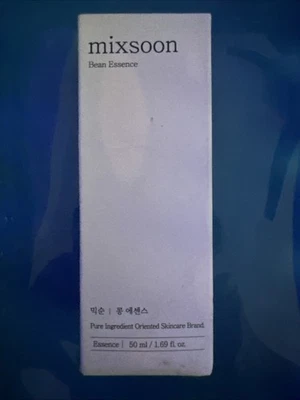 mixsoon
Bean Essence
믹순 | 콩 에센스
Pure Ingredient Oriented Skincare Brand
Essence | 50 ml / 1.69 fl. oz.